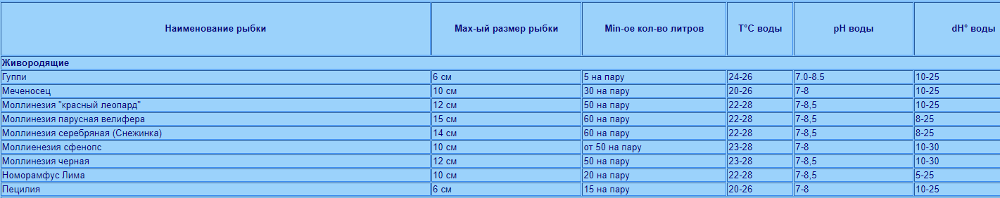 Наименование рыбки Max-ый размер рыбки Min-ое кол-во литров T°C воды pH воды dH° воды
Живородящие
Гуппи 6 см 5 на пару 24-26 7.0-8.5 10-25
Меченосец 10 см 30 на пару 20-26 7-8 10-25
Моллинезия "красный леопард" 12 см 50 на пару 22-28 7-8,5 10-25
Моллинезия парусная велифера 15 см 60 на пару 22-28 7-8,5 8-25
Моллинезия серебряная (Снежинка) 14 см 60 на пару 22-28 7-8,5 8-25
Моллиенезия сфенопс 10 см от 50 на пару 23-28 7-8 10-30
Моллинезия черная 12 см 50 на пару 23-28 7-8,5 10-30
Номорамфус Лима 10 см 20 на пару 22-28 7-8,5 5-25
Пецилия 6 см 15 на пару 20-26 7-8 10-25